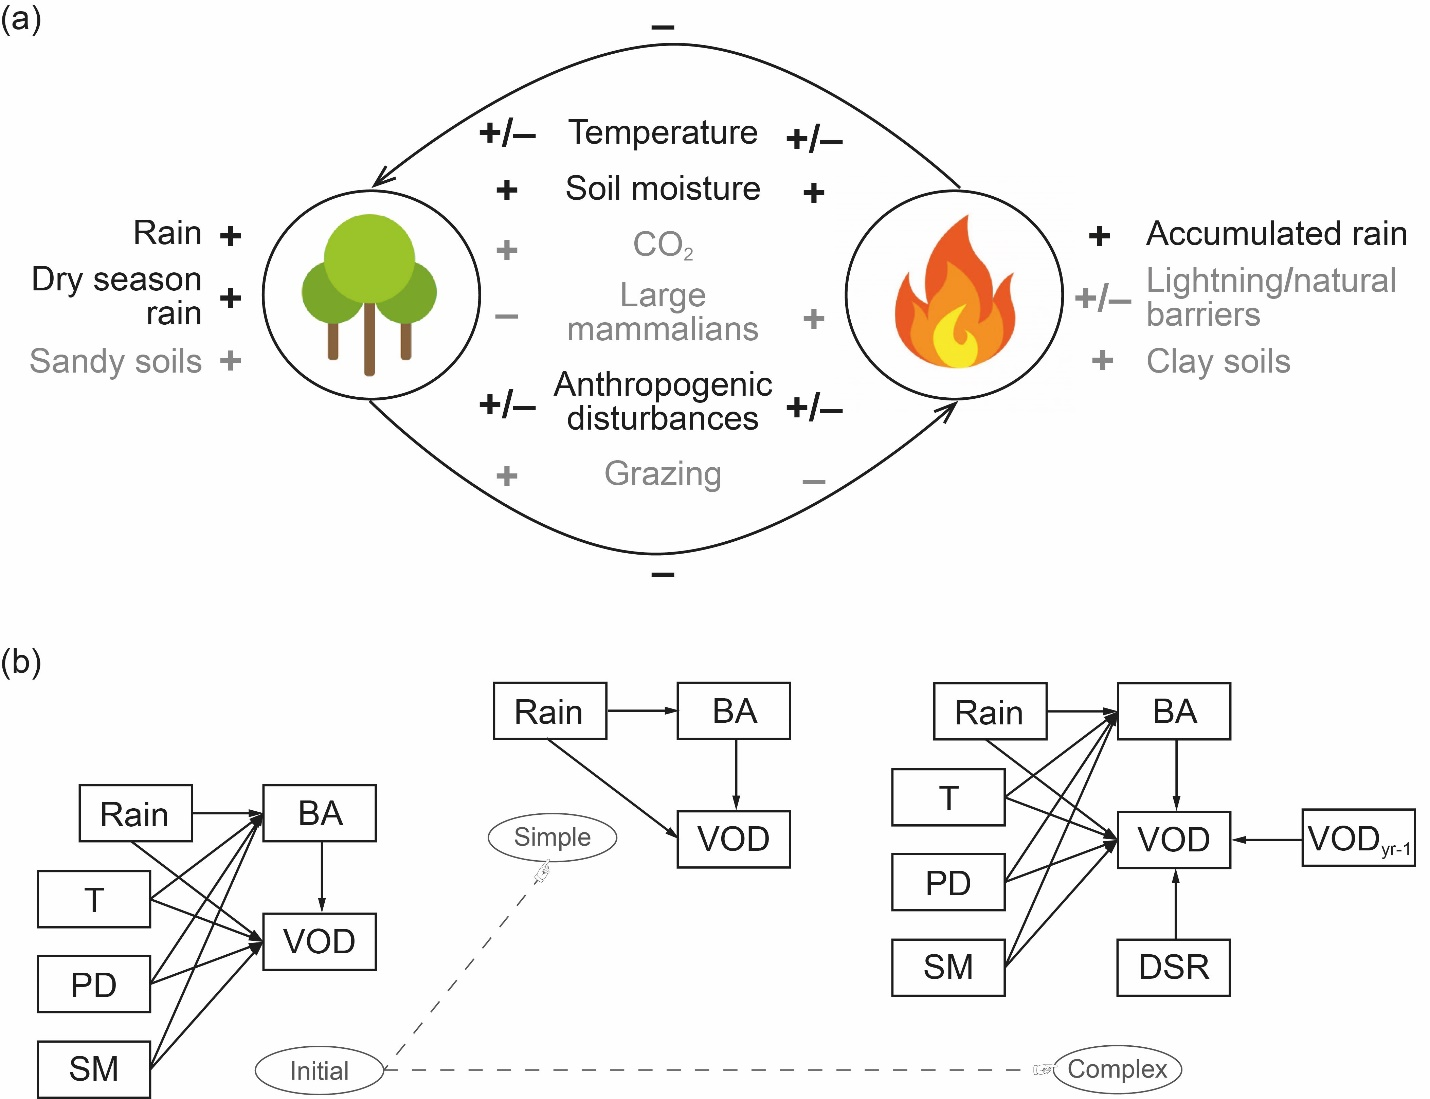 (a)
–
+/– Temperature +/–
+ Soil moisture +
Rain +
+ CO2
+ Accumulated rain
Dry season
rain +
– Large
mammalians +
+/– Lightning/natural
barriers
Sandy soils +
+ Clay soils
+/– Anthropogenic
disturbances +/–
+ Grazing –
–
(b)
Rain BA
T
VOD
PD
SM
Initial
Rain BA
VOD
Simple
Rain BA
T
VOD VODyr-1
PD
SM DSR
Complex